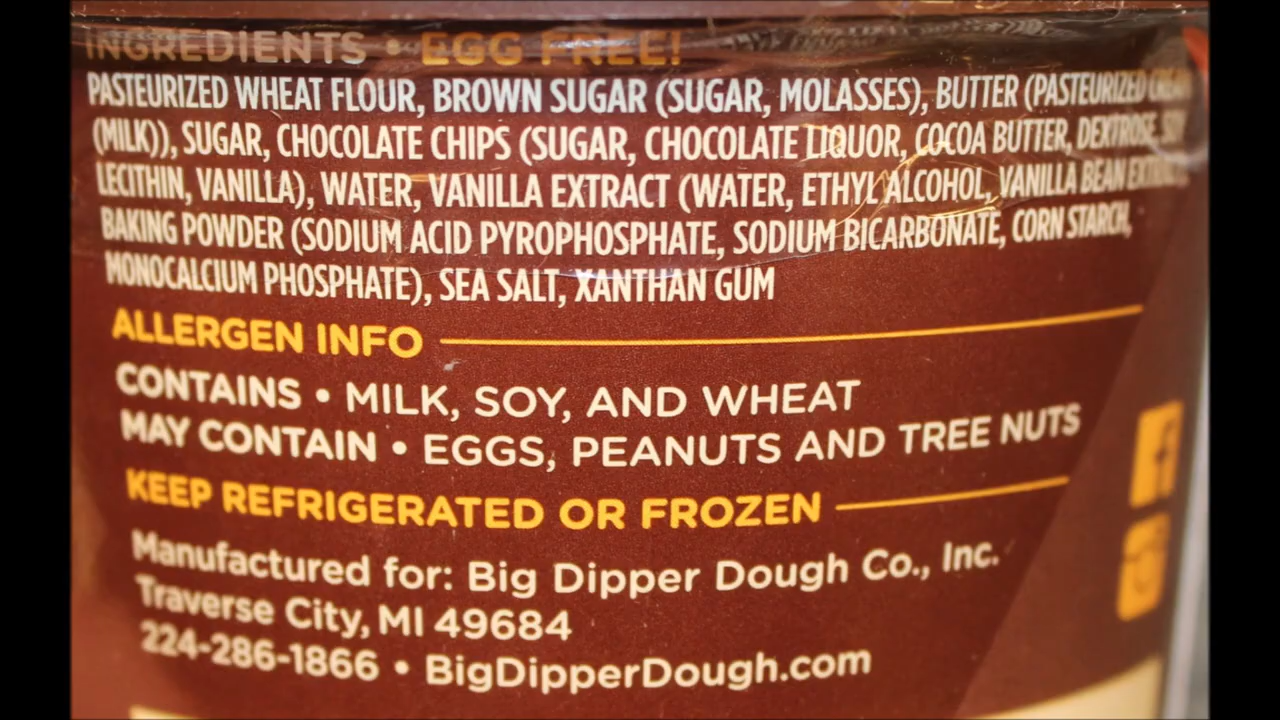 INGREDIENTS • EGG FREE!
PASTEURIZED WHEAT FLOUR, BROWN SUGAR (SUGAR, MOLASSES), BUTTER (PASTEURIZED CREAM
(MILK)), SUGAR, CHOCOLATE CHIPS (SUGAR, CHOCOLATE LIQUOR, COCOA BUTTER, DEXTROSE, SOY
LECITHIN, VANILLA), WATER, VANILLA EXTRACT (WATER, ETHYL ALCOHOL, VANILLA BEAN EXTRACT
BAKING POWDER (SODIUM ACID PYROPHOSPHATE, SODIUM BICARBONATE, CORN STARCH,
MONOCALCIUM PHOSPHATE), SEA SALT, XANTHAN GUM
ALLERGEN INFO
CONTAINS • MILK, SOY, AND WHEAT
MAY CONTAIN • EGGS, PEANUTS AND TREE NUTS
KEEP REFRIGERATED OR FROZEN
Manufactured for: Big Dipper Dough Co., Inc.
Traverse City, MI 49684
224-286-1866 • BigDipperDough.com